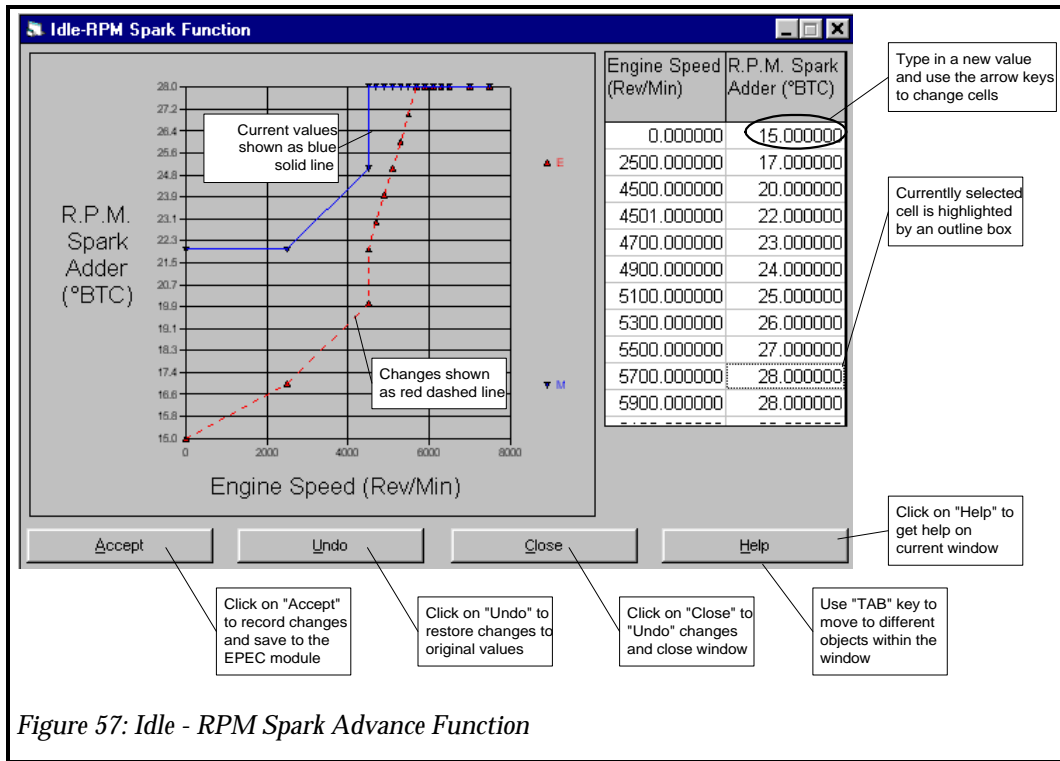 Idle-RPM Spark Function
28.0
27.2
26.4
25.6
24.8
23.9
23.1
22.3
21.5
20.7
19.9
19.1
18.3
17.4
16.6
15.8
15.0
0
2000
4000
6000
8000
R.P.M.
Spark
Adder
(°BTC)
Engine Speed (Rev/Min)
Current values
shown as blue
solid line
Changes shown
as red dashed line
E
M
Engine Speed R.P.M. Spark
(Rev/Min) Adder (°BTC)
0.000000 15.000000
2500.000000 17.000000
4500.000000 20.000000
4501.000000 22.000000
4700.000000 23.000000
4900.000000 24.000000
5100.000000 25.000000
5300.000000 26.000000
5500.000000 27.000000
5700.000000 28.000000
5900.000000 28.000000
Type in a new value
and use the arrow keys
to change cells
Currentlly selected
cell is highlighted
by an outline box
Accept
Undo
Close
Help
Click on "Help" to
get help on
current window
Click on "Accept"
to record changes
and save to the
EPEC module
Click on "Undo" to
restore changes to
original values
Click on "Close" to
"Undo" changes
and close window
Use "TAB" key to
move to different
objects within the
window
Figure 57: Idle - RPM Spark Advance Function